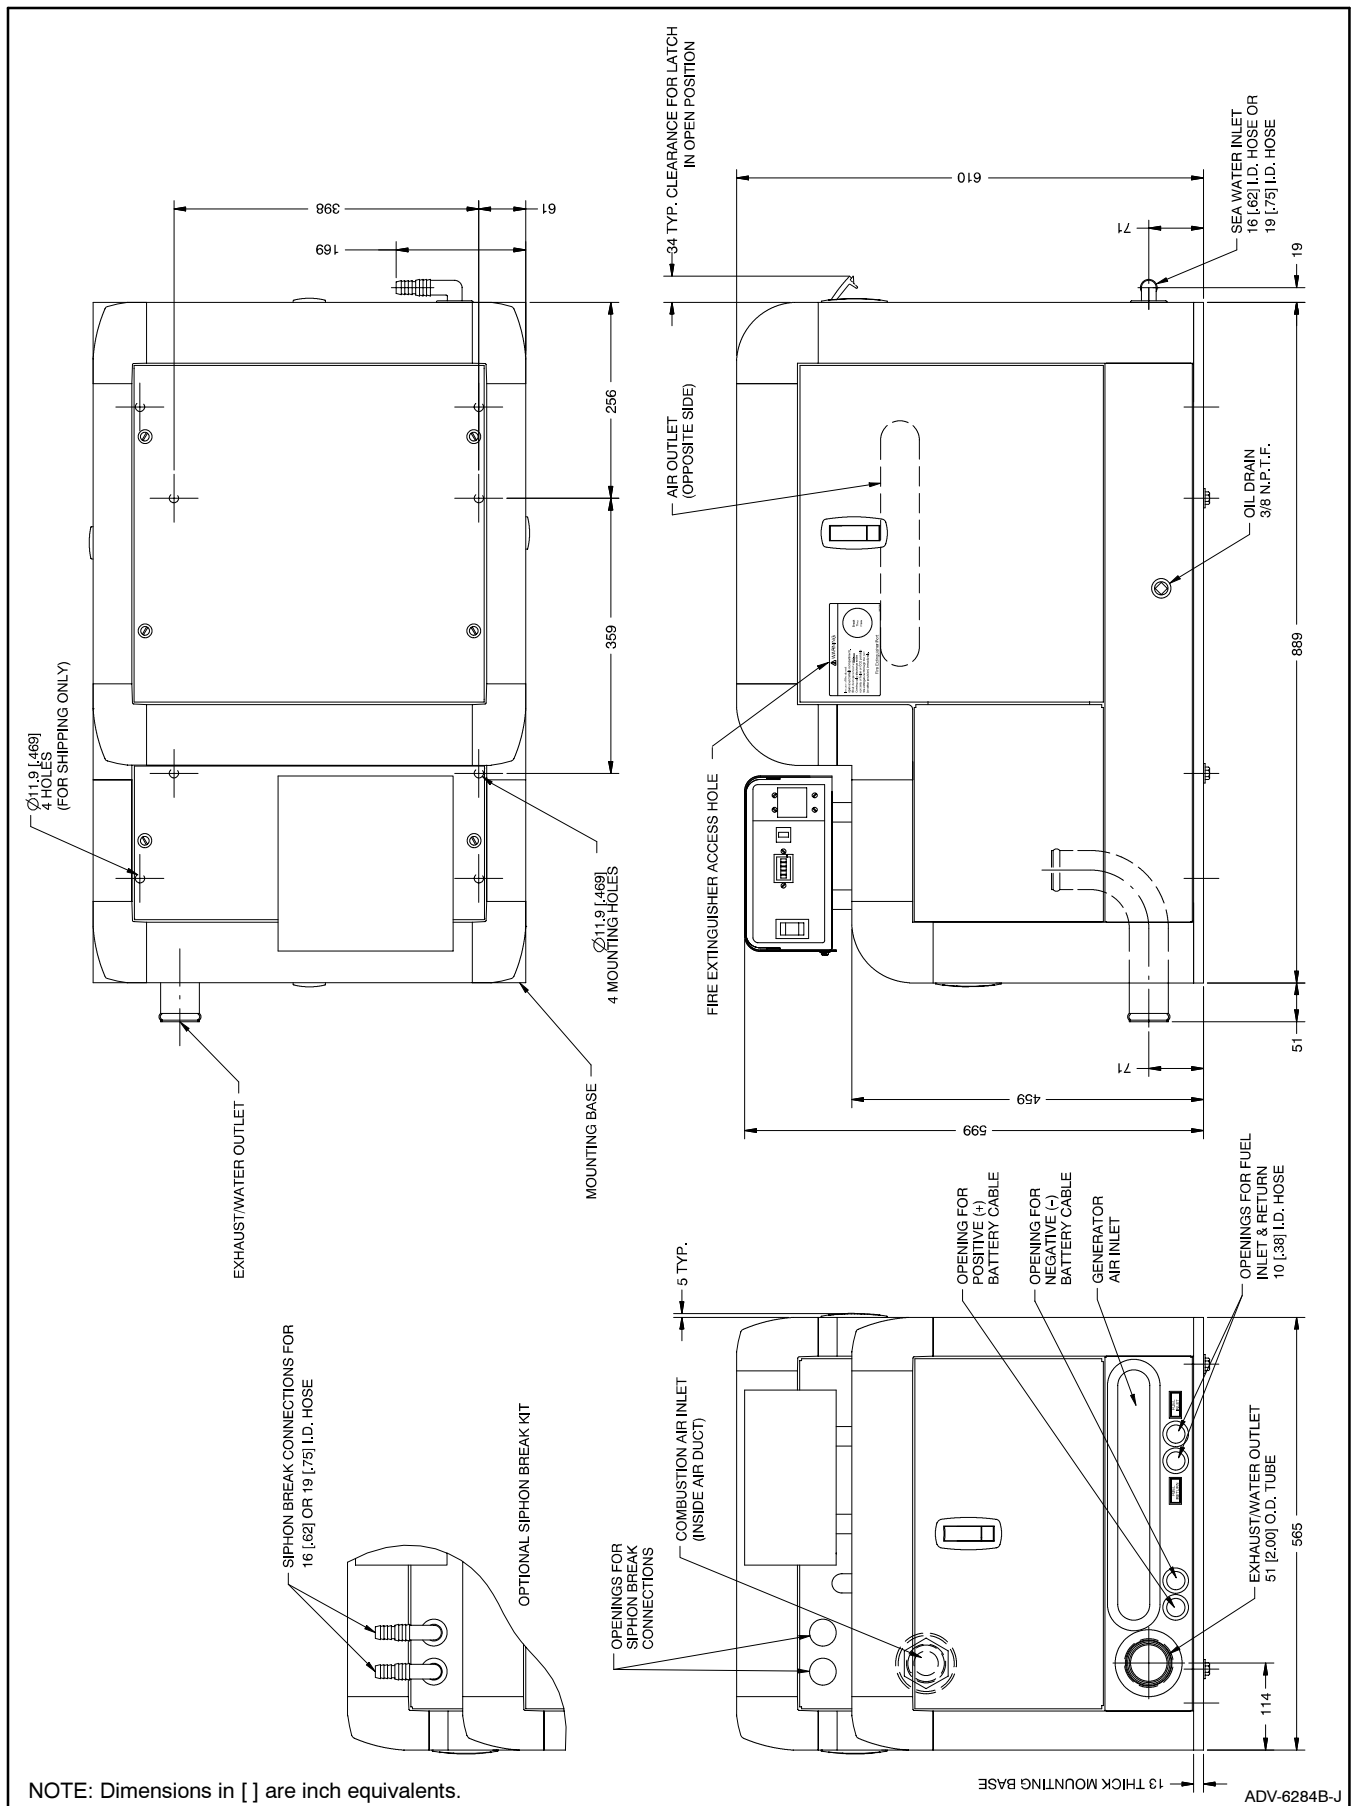 34 TYP. CLEARANCE FOR LATCH
IN OPEN POSITION
398
61
169
256
359
Ø11.9 [.469]
4 HOLES
(FOR SHIPPING ONLY)
Ø11.9 [.469]
4 MOUNTING HOLES
EXHAUST/WATER OUTLET
MOUNTING BASE
610
71
SEA WATER INLET
16 [.62] I.D. HOSE OR
19 [.75] I.D. HOSE
19
AIR OUTLET
(OPPOSITE SIDE)
OIL DRAIN
3/8 N.P.T.F.
889
FIRE EXTINGUISHER ACCESS HOLE
WARNING
51
71
459
599
SIPHON BREAK CONNECTIONS FOR
16 [.62] OR 19 [.75] I.D. HOSE
OPTIONAL SIPHON BREAK KIT
5 TYP.
OPENING FOR
POSITIVE (+)
BATTERY CABLE
OPENING FOR
NEGATIVE (-)
BATTERY CABLE
GENERATOR
AIR INLET
OPENINGS FOR FUEL
INLET & RETURN
10 [.38] I.D. HOSE
OPENINGS FOR
SIPHON BREAK
CONNECTIONS
COMBUSTION AIR INLET
(INSIDE AIR DUCT)
EXHAUST/WATER OUTLET
51 [2.00] O.D. TUBE
565
114
13 THICK MOUNTING BASE
NOTE: Dimensions in [ ] are inch equivalents.
ADV-6284B-J